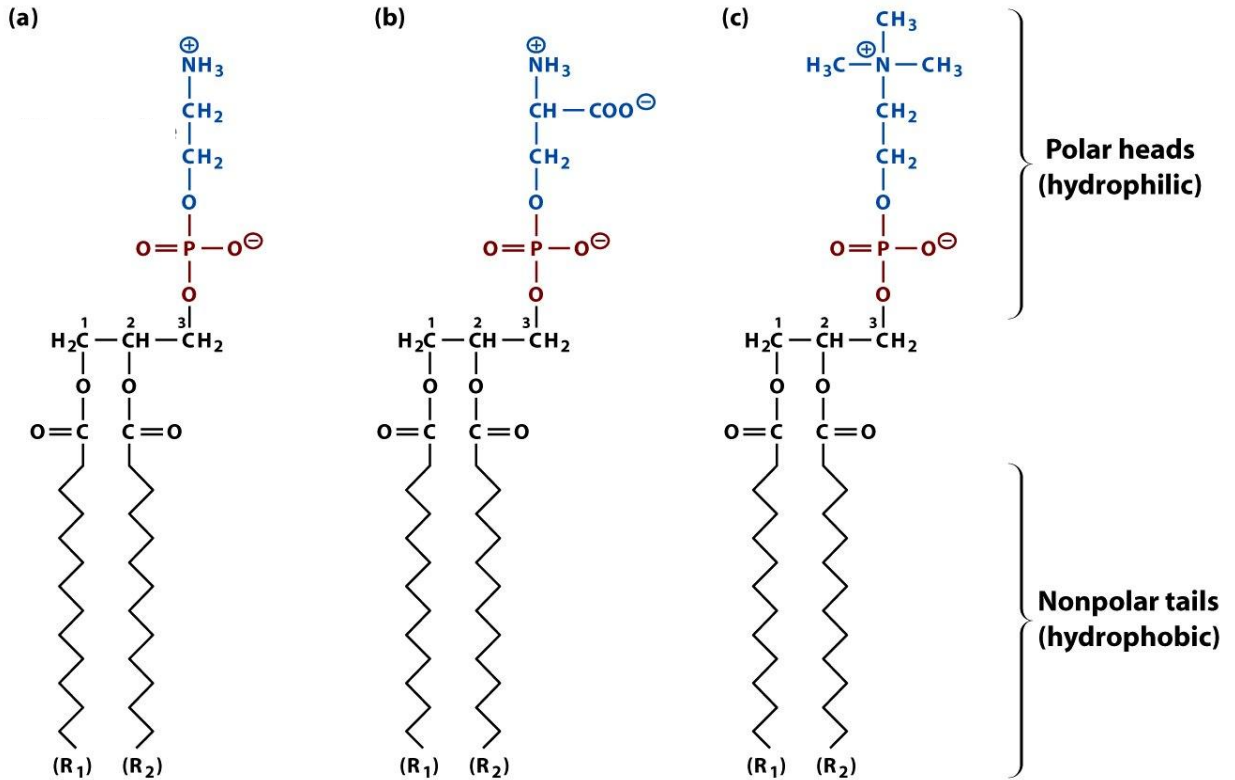 (a)
⊕
NH₃
CH₂
CH₂
O
O=P—O⊖
O
1 2 3
H₂C—CH—CH₂
O O
O=C C=O
(R₁) (R₂)
(b)
⊕
NH₃
CH—COO⊖
CH₂
O
O=P—O⊖
O
1 2 3
H₂C—CH—CH₂
O O
O=C C=O
(R₁) (R₂)
(c)
CH₃
⊕
H₃C—N—CH₃
CH₂
CH₂
O
O=P—O⊖
O
1 2 3
H₂C—CH—CH₂
O O
O=C C=O
(R₁) (R₂)
Polar heads
(hydrophilic)
Nonpolar tails
(hydrophobic)